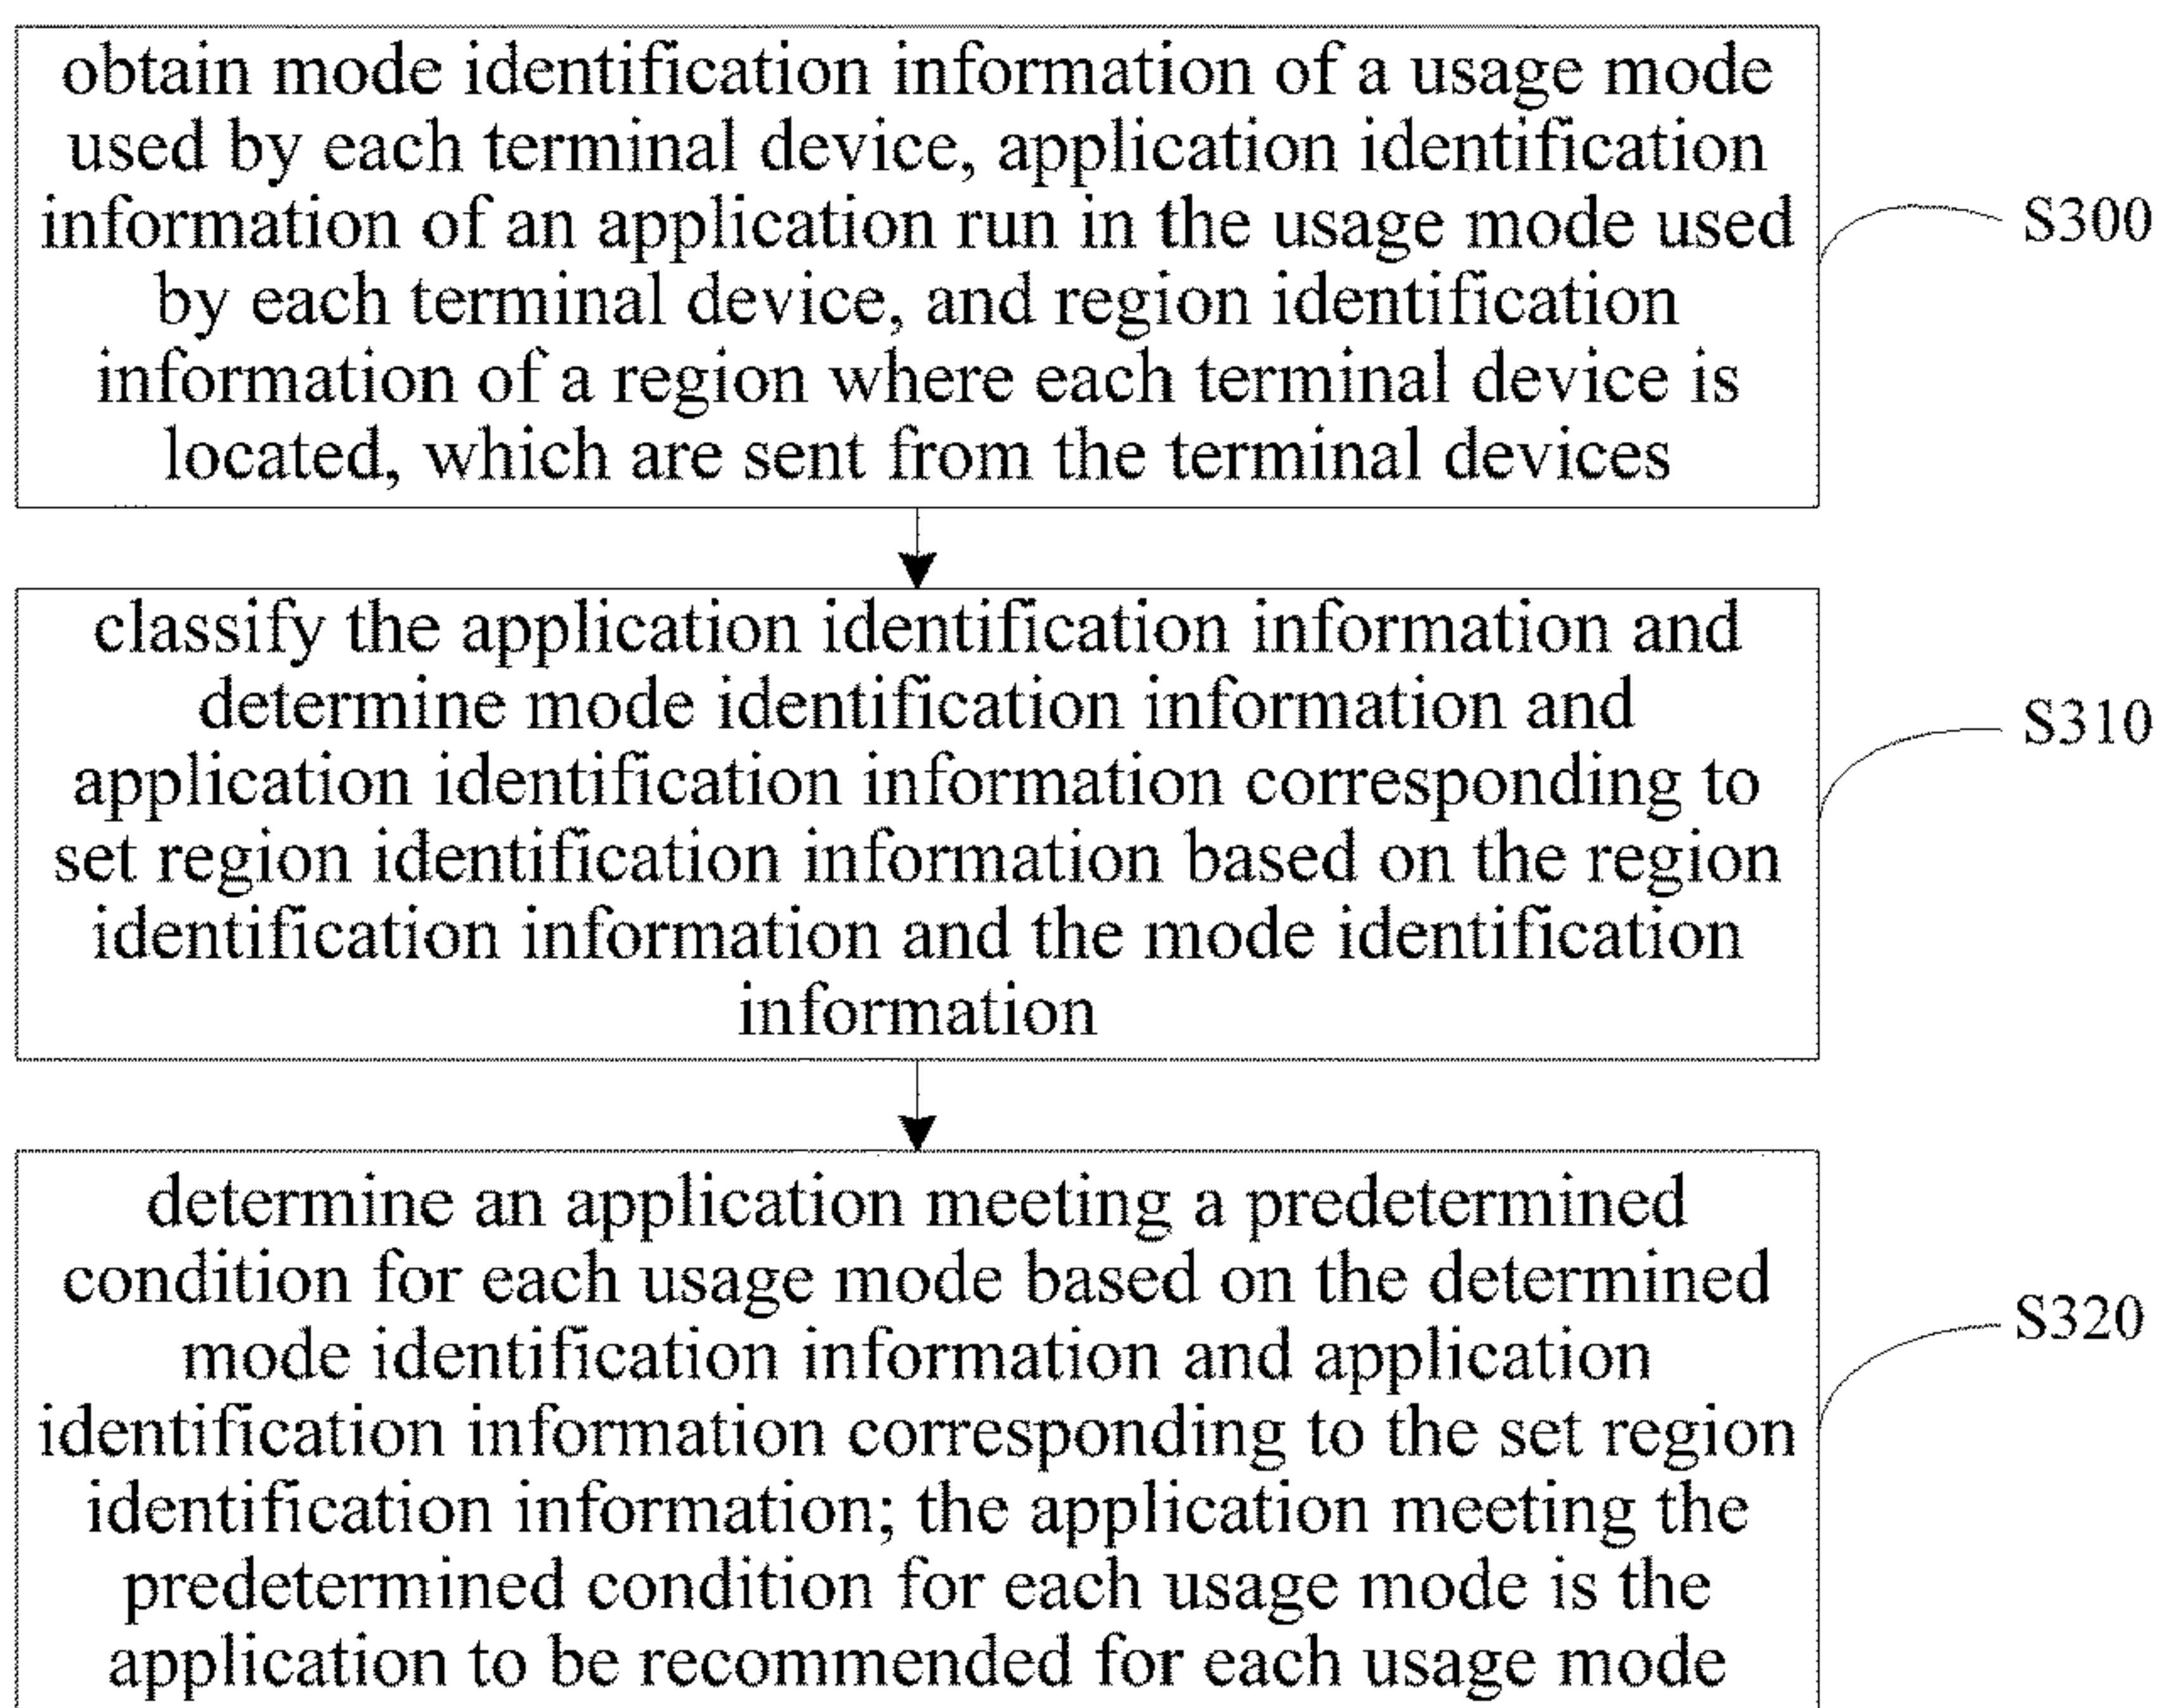 obtain mode identification information of a usage mode
used by each terminal device, application identification
information of an application run in the usage mode used
by each terminal device, and region identification
information of a region where each terminal device is
located, which are sent from the terminal devices
S300
classify the application identification information and
determine mode identification information and
application identification information corresponding to
set region identification information based on the region
identification information and the mode identification
information
S310
determine an application meeting a predetermined
condition for each usage mode based on the determined
mode identification information and application
identification information corresponding to the set region
identification information; the application meeting the
predetermined condition for each usage mode is the
application to be recommended for each usage mode
S320